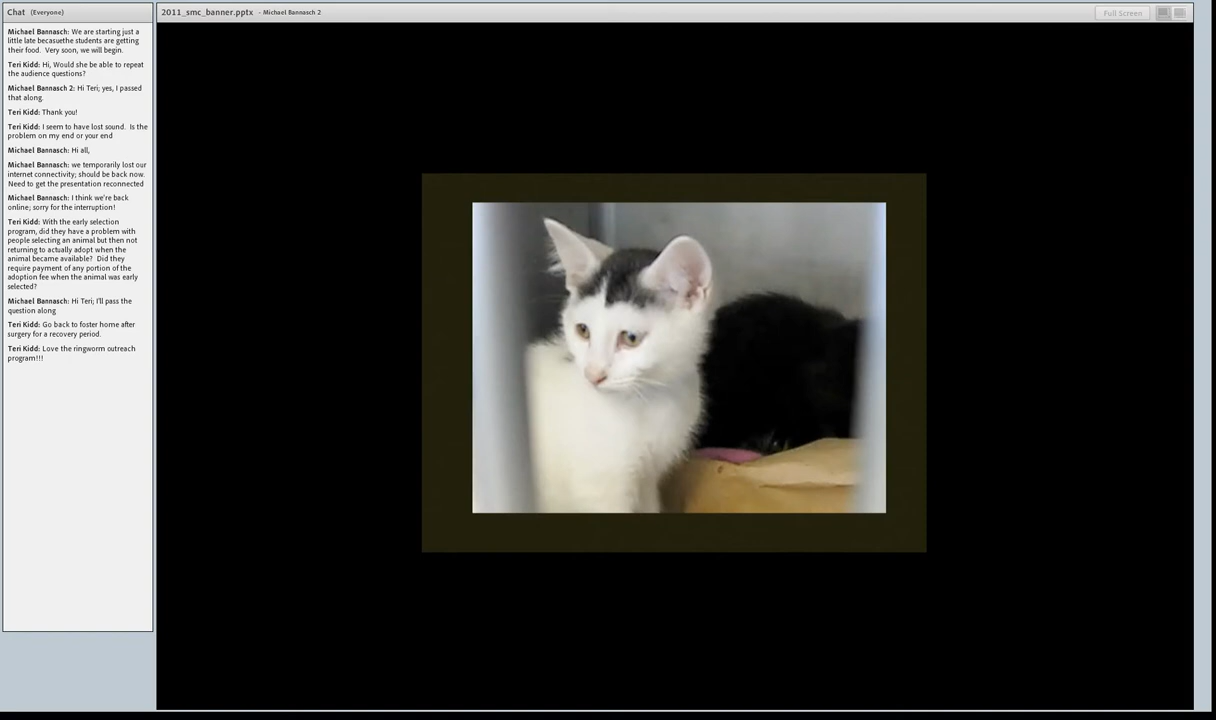 Chat (Everyone)
2011_smc_banner.pptx - Michael Bannasch 2
Full Screen
Michael Bannasch: We are starting just a
little late becasuethe students are getting
their food. Very soon, we will begin.
Teri Kidd: Hi, Would she be able to repeat
the audience questions?
Michael Bannasch 2: Hi Teri; yes, I passed
that along.
Teri Kidd: Thank you!
Teri Kidd: I seem to have lost sound. Is the
problem on my end or your end
Michael Bannasch: Hi all,
Michael Bannasch: we temporarily lost our
internet connectivity; should be back now.
Need to get the presentation reconnected
Michael Bannasch: I think we're back
online; sorry for the interruption!
Teri Kidd: With the early selection
program, did they have a problem with
people selecting an animal but then not
returning to actually adopt when the
animal became available? Did they
require payment of any portion of the
adoption fee when the animal was early
selected?
Michael Bannasch: Hi Teri; I'll pass the
question along
Teri Kidd: Go back to foster home after
surgery for a recovery period.
Teri Kidd: Love the ringworm outreach
program!!!